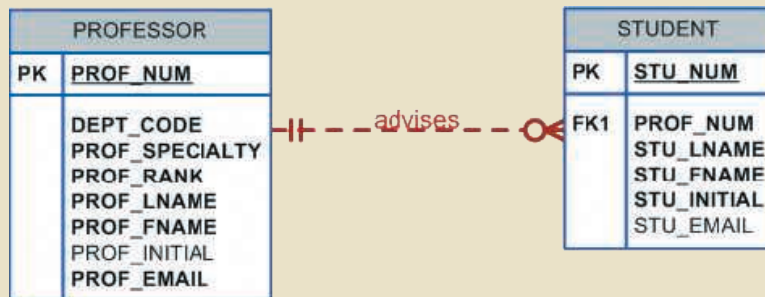 PROFESSOR
PK PROF_NUM
DEPT_CODE
PROF_SPECIALTY
PROF_RANK
PROF_LNAME
PROF_FNAME
PROF_INITIAL
PROF_EMAIL
advises
STUDENT
PK STU_NUM
FK1 PROF_NUM
STU_LNAME
STU_FNAME
STU_INITIAL
STU_EMAIL